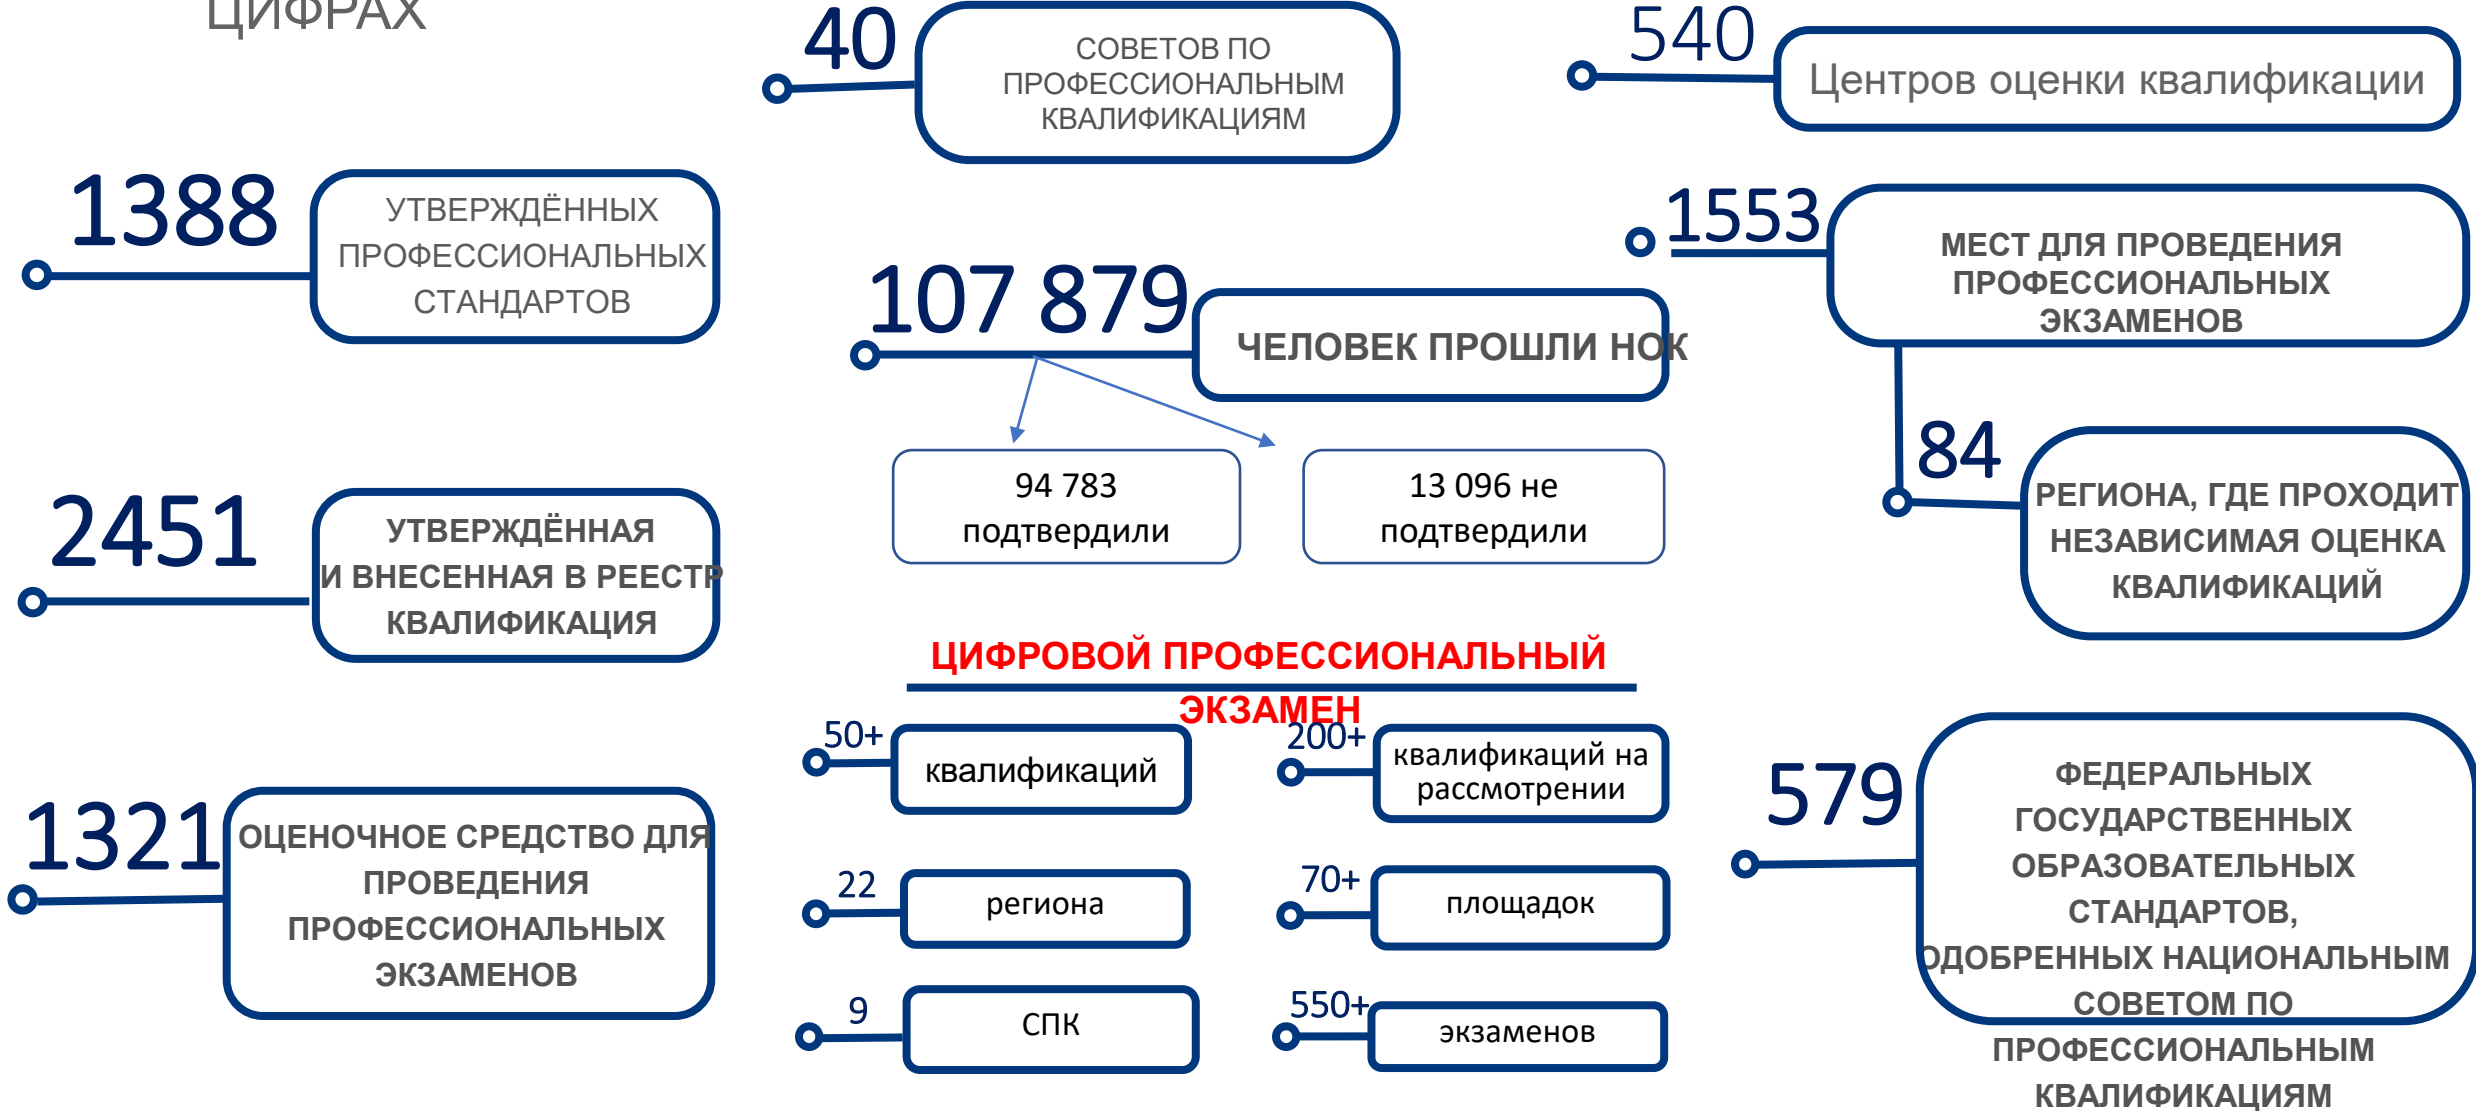 ЦИФРАХ
40
СОВЕТОВ ПО
ПРОФЕССИОНАЛЬНЫМ
КВАЛИФИКАЦИЯМ
540
Центров оценки квалификации
1388
УТВЕРЖДЁННЫХ
ПРОФЕССИОНАЛЬНЫХ
СТАНДАРТОВ
1553
МЕСТ ДЛЯ ПРОВЕДЕНИЯ
ПРОФЕССИОНАЛЬНЫХ
ЭКЗАМЕНОВ
107 879
ЧЕЛОВЕК ПРОШЛИ НОК
94 783
подтвердили
13 096 не
подтвердили
84
РЕГИОНА, ГДЕ ПРОХОДИТ
НЕЗАВИСИМАЯ ОЦЕНКА
КВАЛИФИКАЦИЙ
2451
УТВЕРЖДЁННАЯ
И ВНЕСЕННАЯ В РЕЕСТР
КВАЛИФИКАЦИЯ
ЦИФРОВОЙ ПРОФЕССИОНАЛЬНЫЙ
ЭКЗАМЕН
50+
квалификаций
200+
квалификаций на
рассмотрении
22
региона
70+
площадок
9
СПК
550+
экзаменов
1321
ОЦЕНОЧНОЕ СРЕДСТВО ДЛЯ
ПРОВЕДЕНИЯ
ПРОФЕССИОНАЛЬНЫХ
ЭКЗАМЕНОВ
579
ФЕДЕРАЛЬНЫХ
ГОСУДАРСТВЕННЫХ
ОБРАЗОВАТЕЛЬНЫХ
СТАНДАРТОВ,
ОДОБРЕННЫХ НАЦИОНАЛЬНЫМ
СОВЕТОМ ПО
ПРОФЕССИОНАЛЬНЫМ
КВАЛИФИКАЦИЯМ